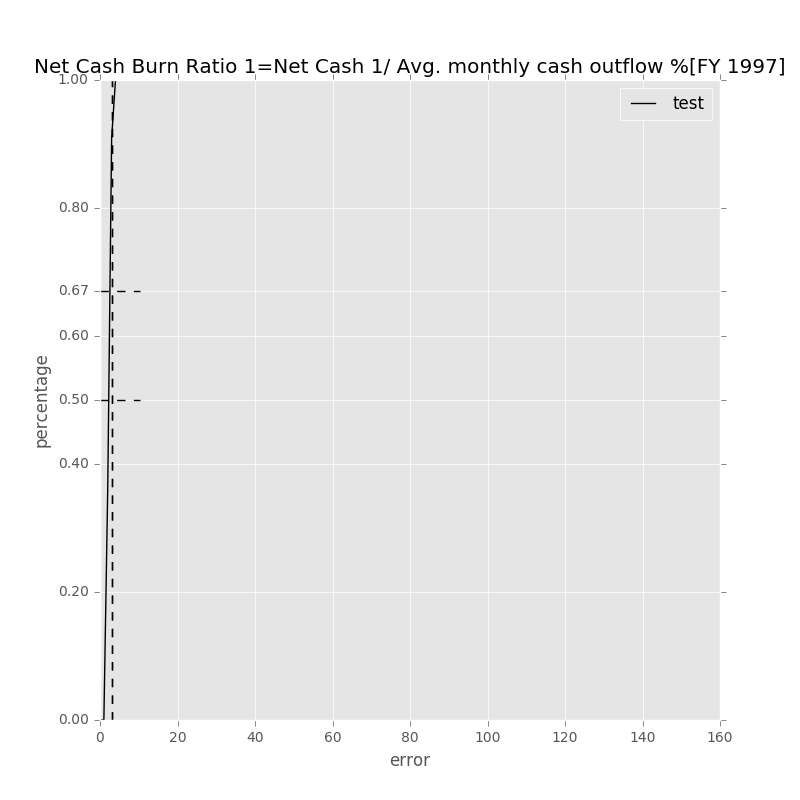 Net Cash Burn Ratio 1=Net Cash 1/ Avg. monthly cash outflow %[FY 1997]
test
1.00
0.80
0.67
0.60
0.50
0.40
0.20
0.00
percentage
0 20 40 60 80 100 120 140 160
error